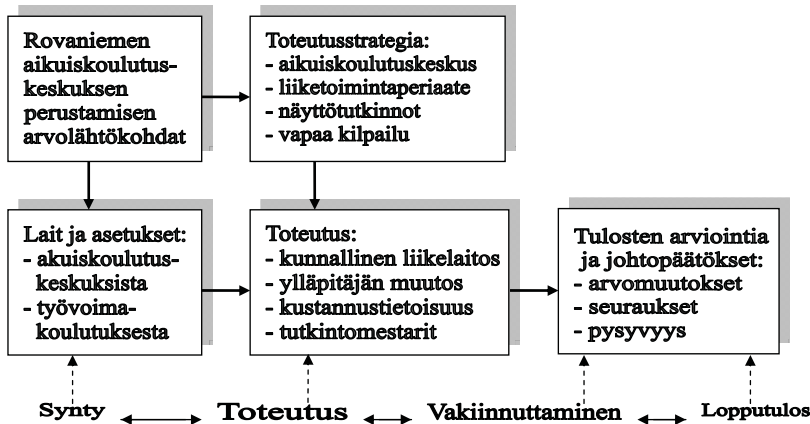 Rovaniemen
aikuiskoulutus-
keskuksen
perustamisen
arvolähtökohdat
Toteutusstrategia:
- aikuiskoulutuskeskus
- liiketoimintaperiaate
- näyttötutkinnot
- vapaa kilpailu
Lait ja asetukset:
- akuiskoulutus-
keskuksista
- työvoima-
koulutuksesta
Toteutus:
- kunnallinen liikelaitos
- ylläpitäjän muutos
- kustannustietoisuus
- tutkintomestarit
Tulosten arviointia
ja johtopäätökset:
- arvomuutokset
- seuraukset
- pysyvyys
Synty
Toteutus
Vakiinnuttaminen
Lopputulos